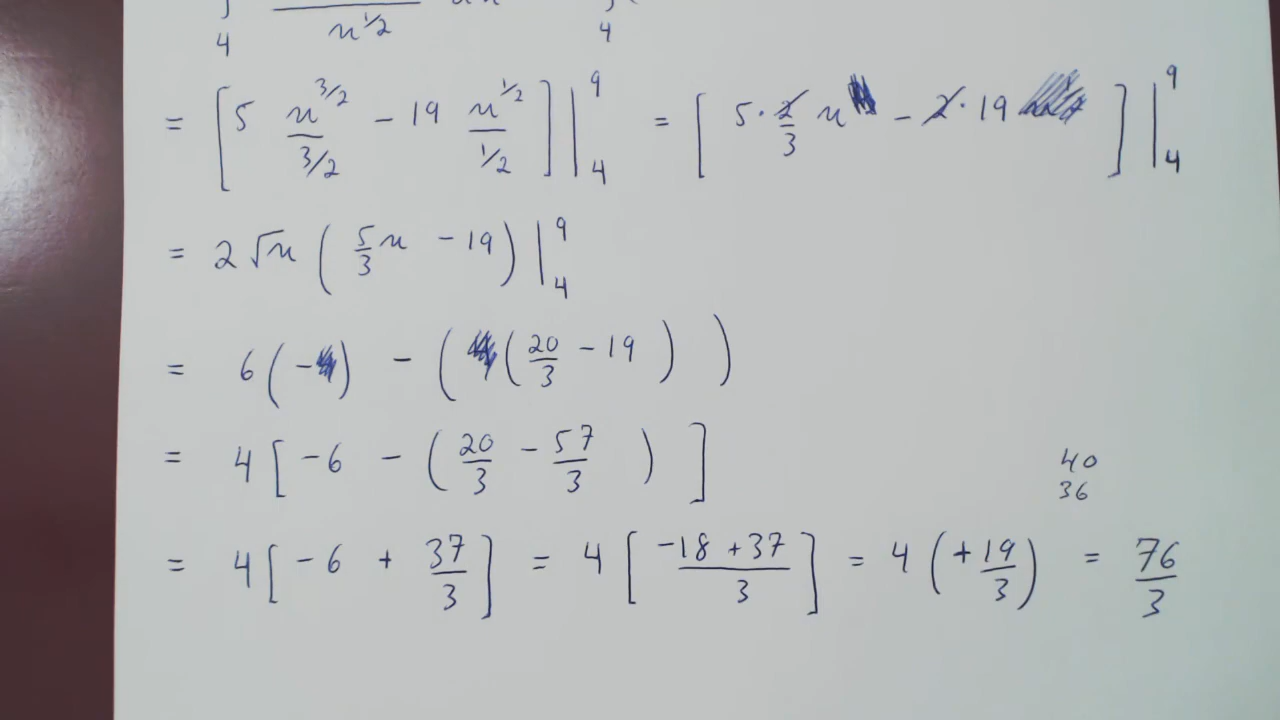 4 x^{1/2} 4
= [ 5 x^{3/2}/(3/2) - 19 x^{1/2}/(1/2) ] |_4^9 = [ 5 · 2/3 x - 2 · 19 ] |_4^9
= 2 √x ( 5/3 x - 19 ) |_4^9
= 6 ( - ) - ( ( 20/3 - 19 ) )
= 4 [ -6 - ( 20/3 - 57/3 ) ]
40
36
= 4 [ -6 + 37/3 ] = 4 [ (-18 + 37)/3 ] = 4 ( +19/3 ) = 76/3